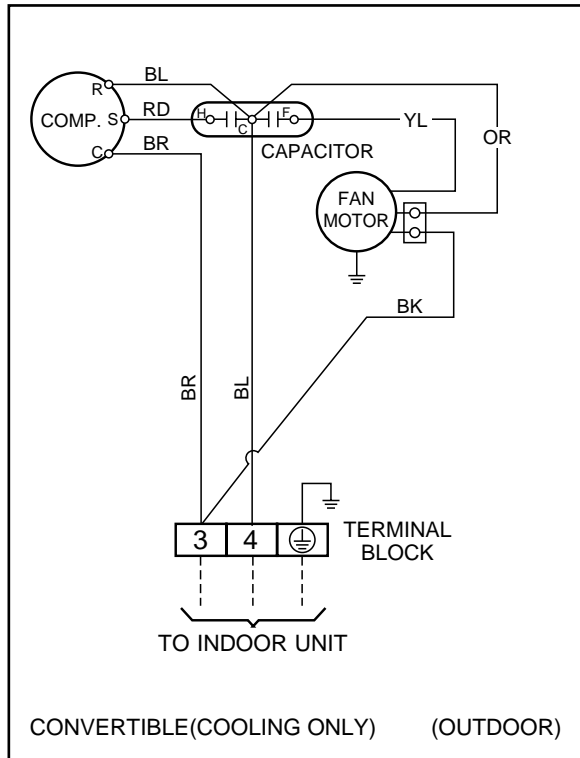 BL
R
COMP. S RD H C F YL
CAPACITOR
OR
C BR
FAN
MOTOR
BK
BR
BL
3 4
TERMINAL
BLOCK
TO INDOOR UNIT
CONVERTIBLE(COOLING ONLY) (OUTDOOR)